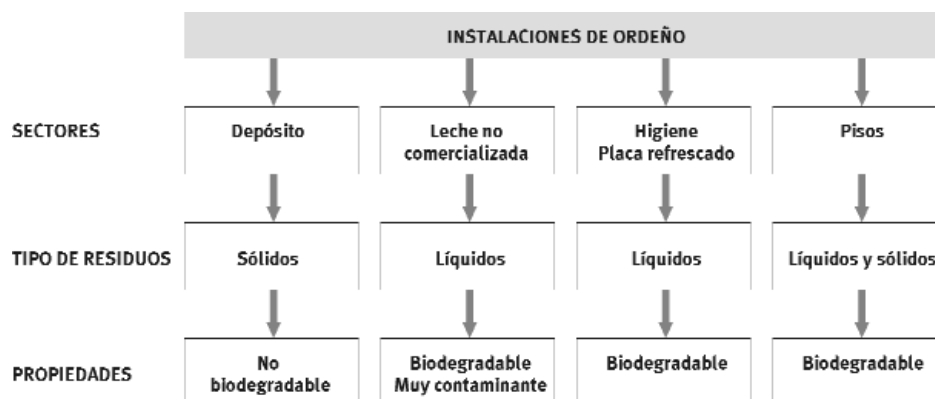 INSTALACIONES DE ORDEÑO
SECTORES
Depósito
Leche no
comercializada
Higiene
Placa refrescado
Pisos
TIPO DE RESIDUOS
Sólidos
Líquidos
Líquidos
Líquidos y sólidos
PROPIEDADES
No
biodegradable
Biodegradable
Muy contaminante
Biodegradable
Biodegradable